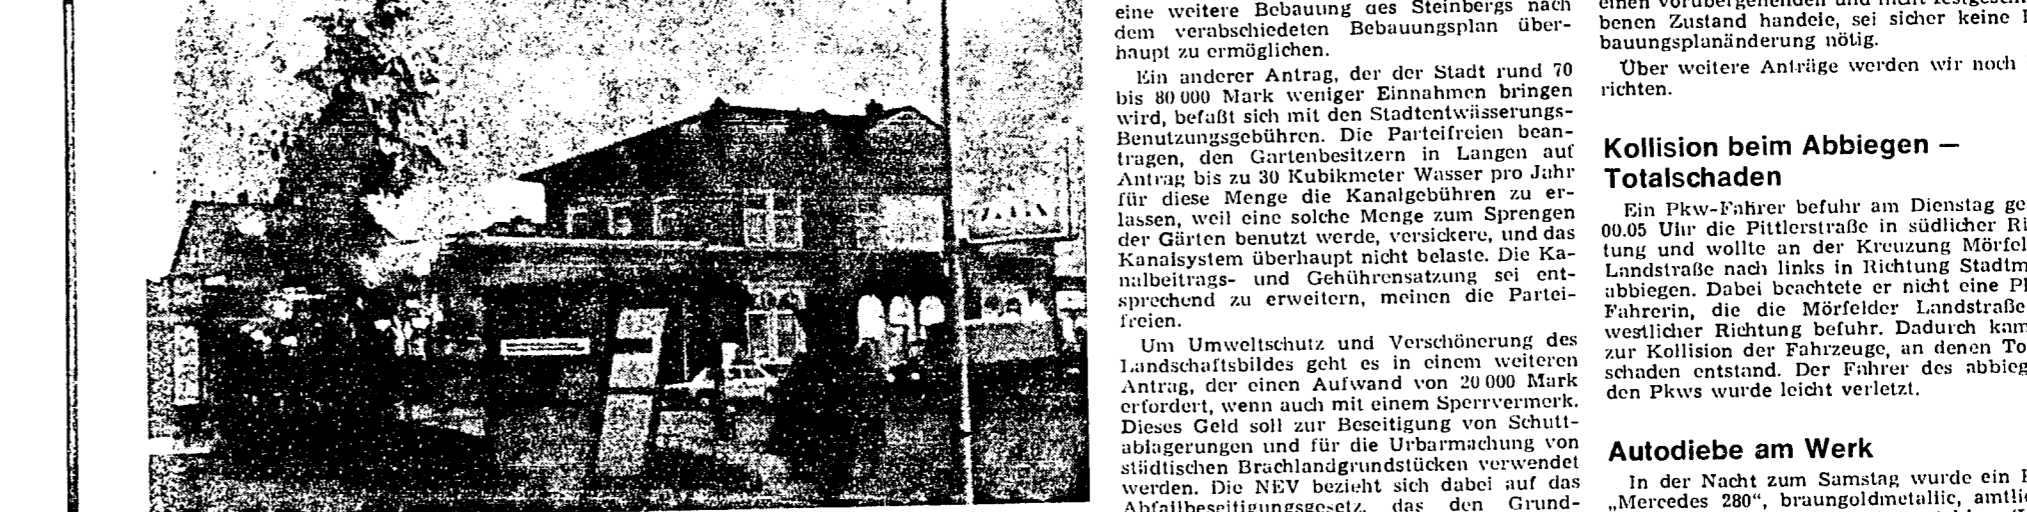 eine weitere Bebauung des Steinbergs nach
dem verabschiedeten Bebauungsplan über-
haupt zu ermöglichen.
Ein anderer Antrag, der der Stadt rund 70
bis 80 000 Mark weniger Einnahmen bringen
wird, befaßt sich mit den Stadtentwässerungs-
Benutzungsgebühren. Die Parteifreien bean-
tragen, den Gartenbesitzern in Langen auf
Antrag bis zu 30 Kubikmeter Wasser pro Jahr
für diese Menge die Kanalgebühren zu er-
lassen, weil eine solche Menge zum Sprengen
der Gärten benutzt werde, versickere, und das
Kanalsystem überhaupt nicht belaste. Die Ka-
nalbeitrags- und Gehührensatzung sei ent-
sprechend zu erweitern, meinen die Partei-
freien.
Um Umweltschutz und Verschönerung des
Landschaftsbildes geht es in einem weiteren
Antrag, der einen Aufwand von 20 000 Mark
erfordert, wenn auch mit einem Sperrvermerk.
Dieses Geld soll zur Beseitigung von Schutt-
ablagerungen und für die Urbarmachung von
städtischen Brachlandgrundstücken verwendet
werden. Die NEV bezieht sich dabei auf das
Abfallbeseitigungsgesetz, das den Grund-
einen vorübergehenden und
benen Zustand handele, sei sicher keine
bauungsplanänderung nötig.
Über weitere Anträge werden wir noch
richten.
Kollision beim Abbiegen —
Totalschaden
Ein Pkw-Fahrer befuhr am Dienstag ge
00.05 Uhr die Pittlerstraße in südlicher Ri
tung und wollte an der Kreuzung Mörfel
Landstraße nach links in Richtung Stadtm
abbiegen. Dabei beachtete er nicht eine P
Fahrerin, die die Mörfelder Landstraße
westlicher Richtung befuhr. Dadurch kam
zur Kollision der Fahrzeuge, an denen To
schaden entstand. Der Fahrer des abbieg
den Pkws wurde leicht verletzt.
Autodiebe am Werk
In der Nacht zum Samstag wurde ein
„Mercedes 280“, braungoldmetallic, amtli